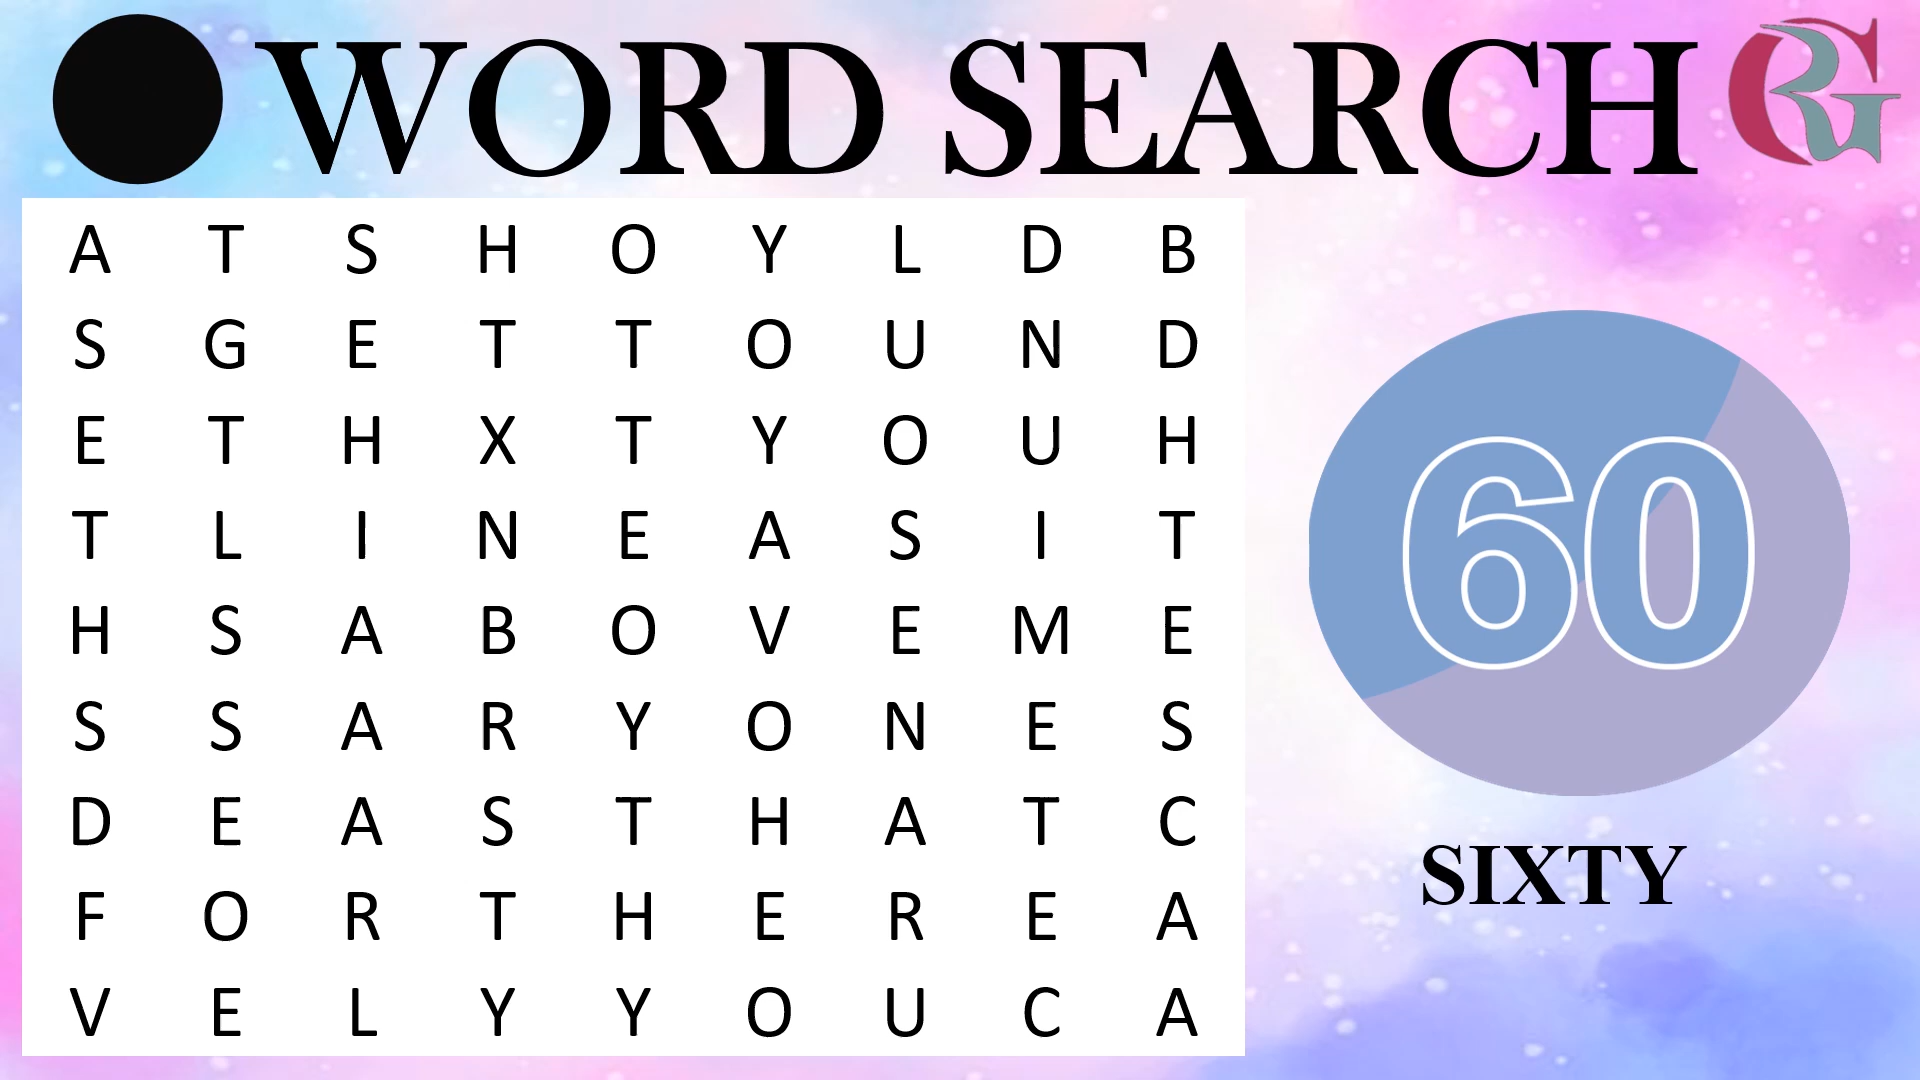 WORD SEARCH
A T S H O Y L D B
S G E T T O U N D
E T H X T Y O U H
T L I N E A S I T
H S A B O V E M E
S S A R Y O N E S
D E A S T H A T C
F O R T H E R E A
V E L Y Y O U C A
60
SIXTY